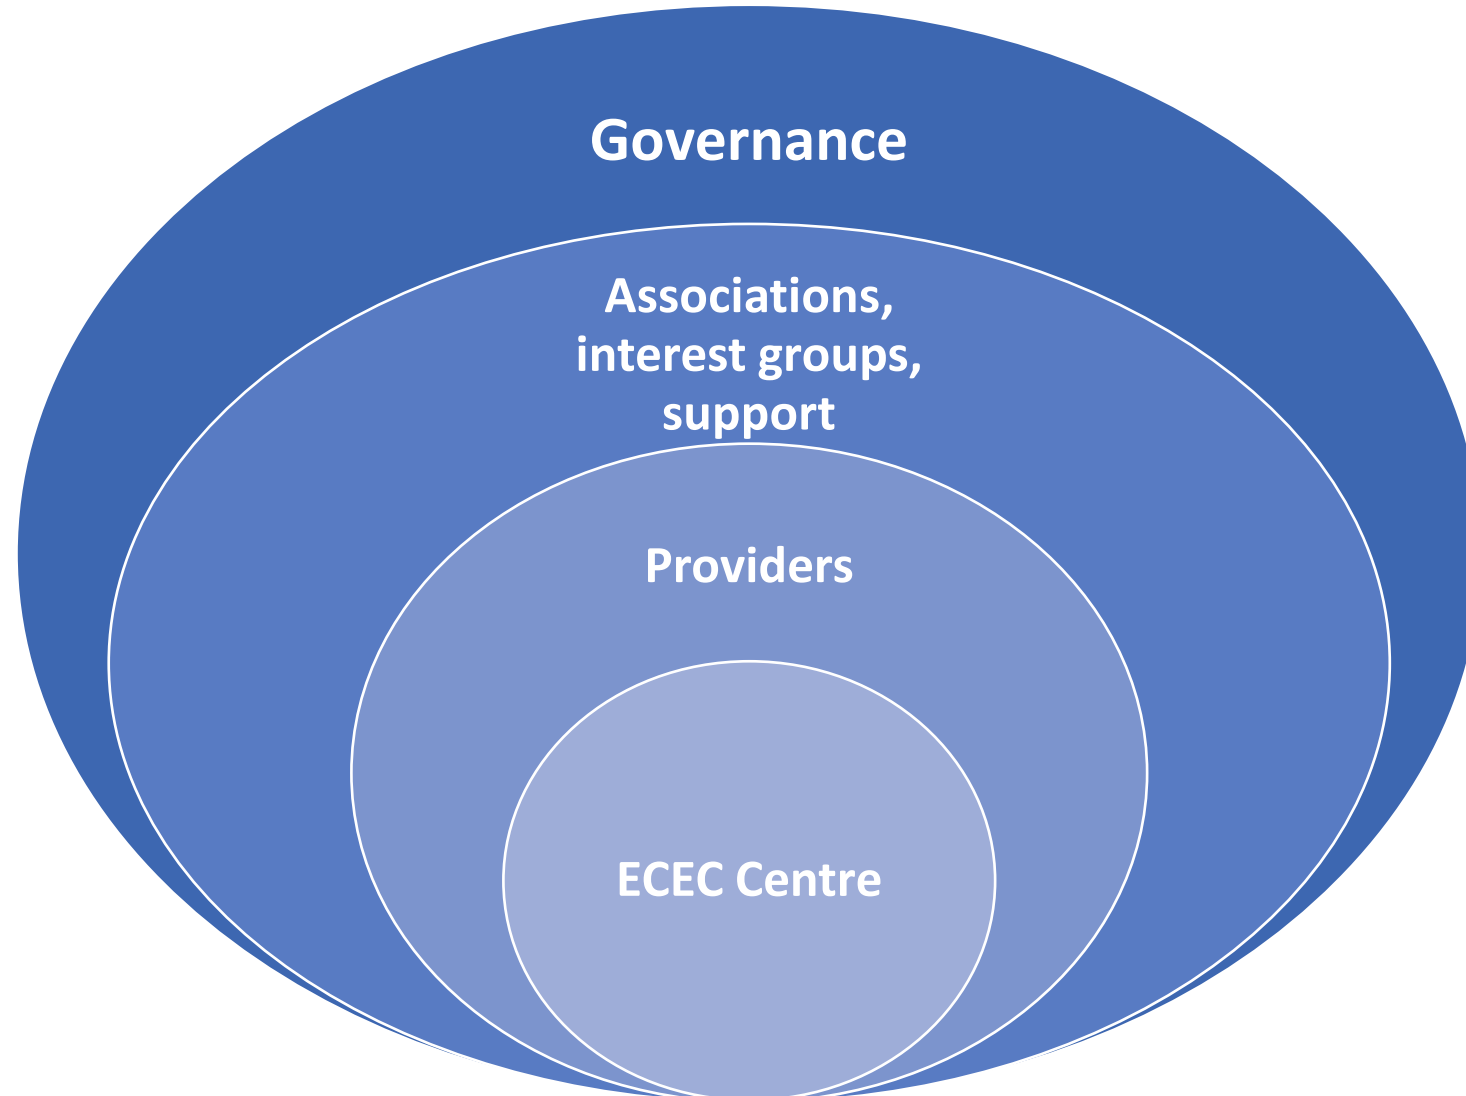 Governance
Associations,
interest groups,
support
Providers
ECEC Centre